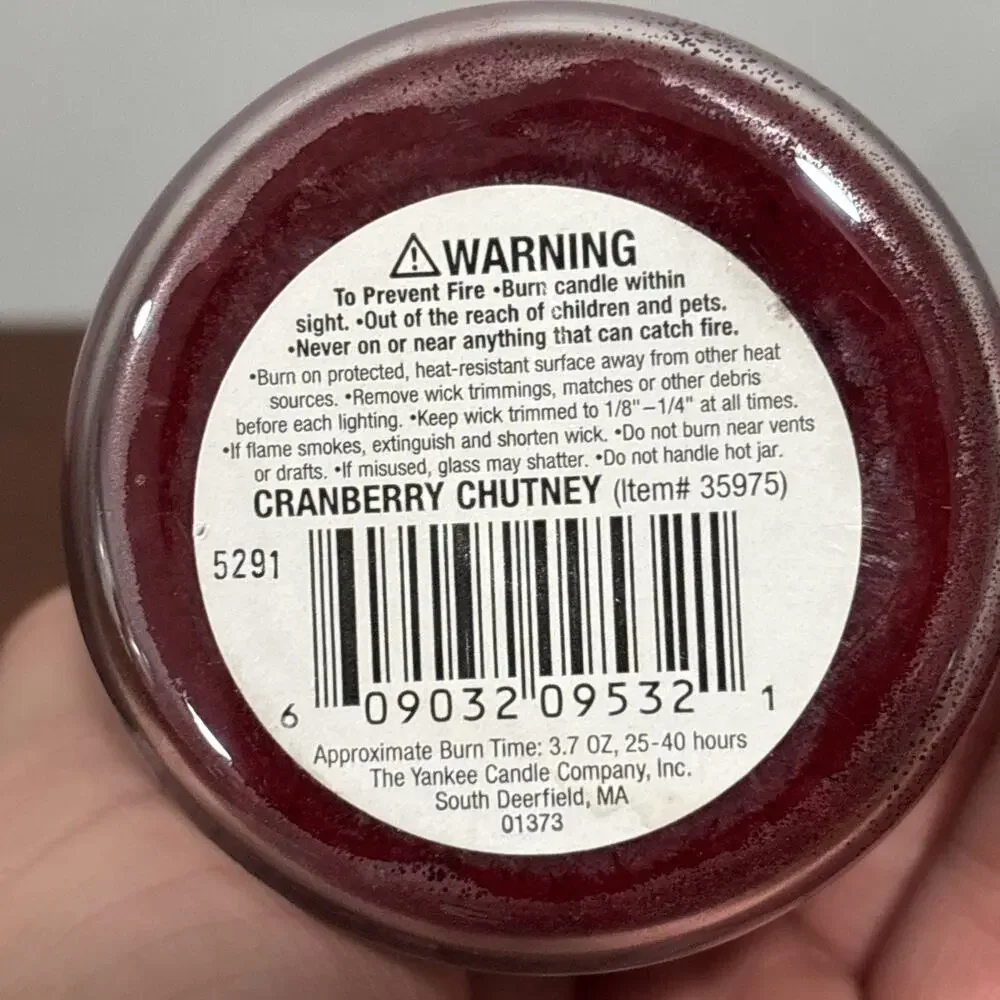 ⚠WARNING
To Prevent Fire •Burn candle within
sight. •Out of the reach of children and pets.
•Never on or near anything that can catch fire.
•Burn on protected, heat-resistant surface away from other heat
sources. •Remove wick trimmings, matches or other debris
before each lighting. •Keep wick trimmed to 1/8"–1/4" at all times.
•If flame smokes, extinguish and shorten wick. •Do not burn near vents
or drafts. •If misused, glass may shatter. •Do not handle hot jar.
CRANBERRY CHUTNEY (Item# 35975)
5291
6 09032 09532 1
Approximate Burn Time: 3.7 OZ, 25-40 hours
The Yankee Candle Company, Inc.
South Deerfield, MA
01373